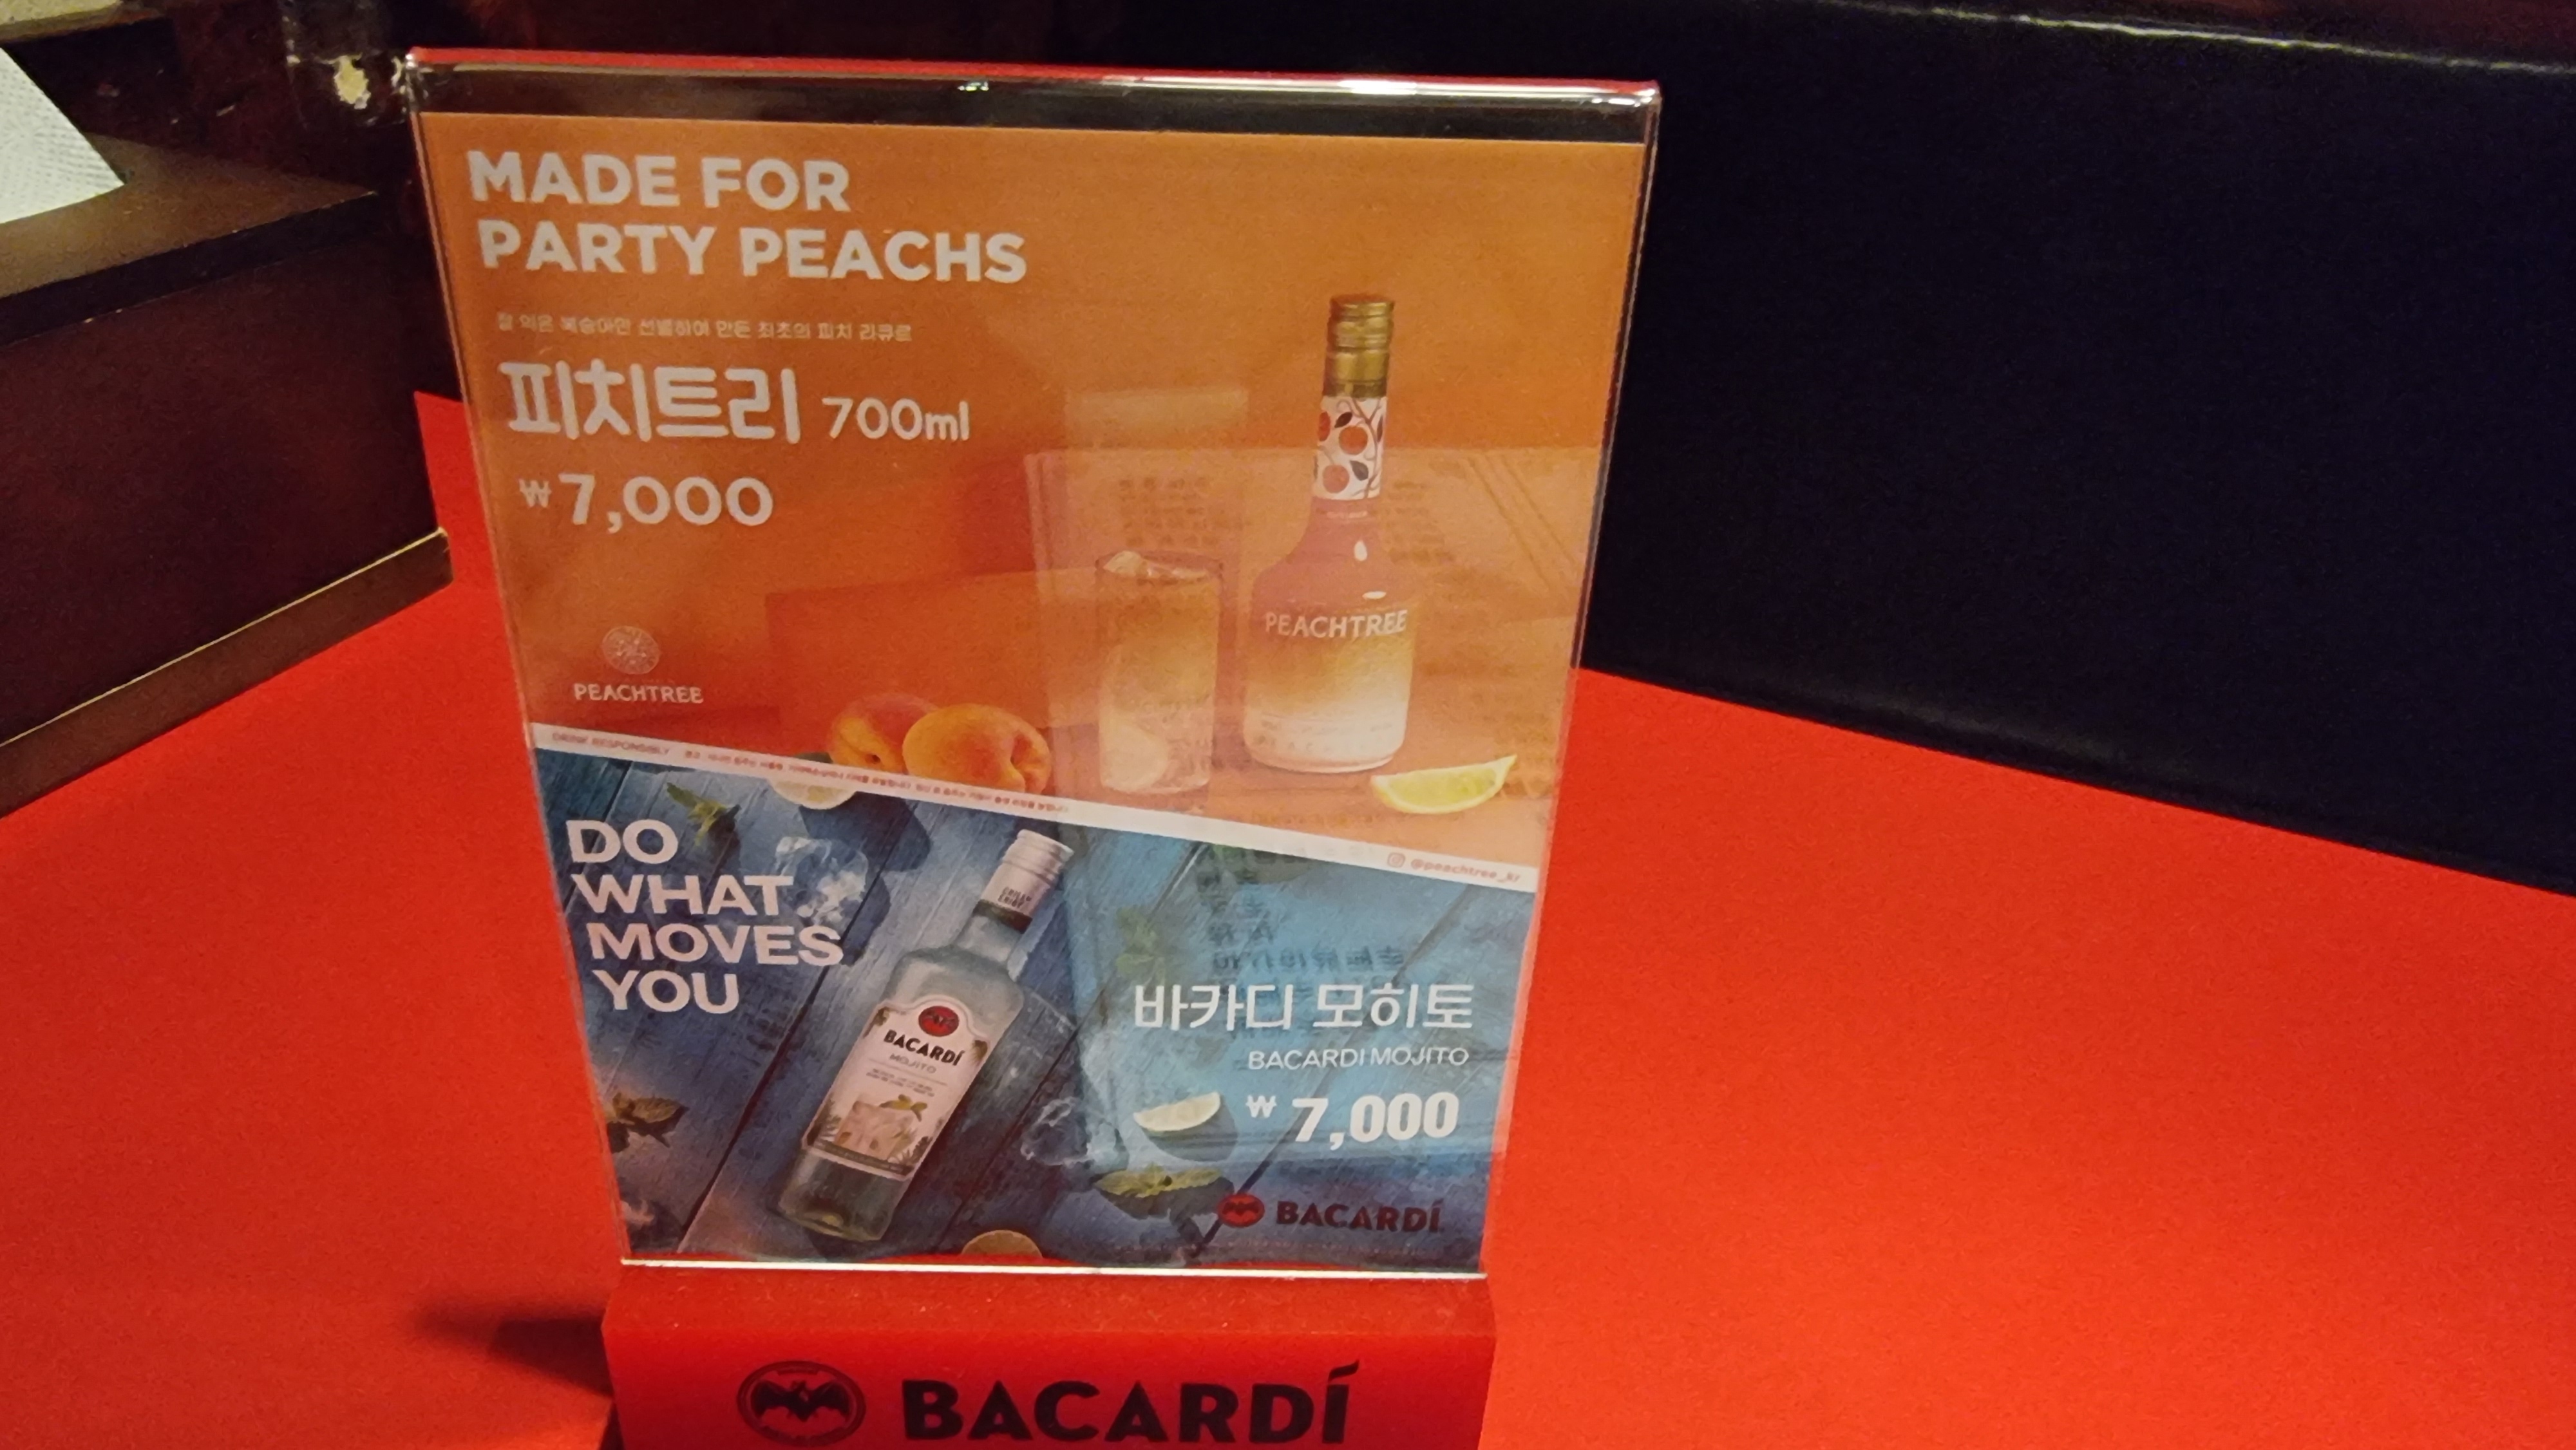 MADE FOR
PARTY PEACHS
잘 익은 복숭아만 선별하여 만든 최초의 피치 리큐르
피치트리 700ml
₩7,000
PEACHTREE
PEACHTREE
DRINK RESPONSIBLY
@peachtree_kr
DO
WHAT
MOVES
YOU
BACARDÍ
MOJITO
바카디 모히토
BACARDI MOJITO
₩ 7,000
BACARDÍ
BACARDÍ